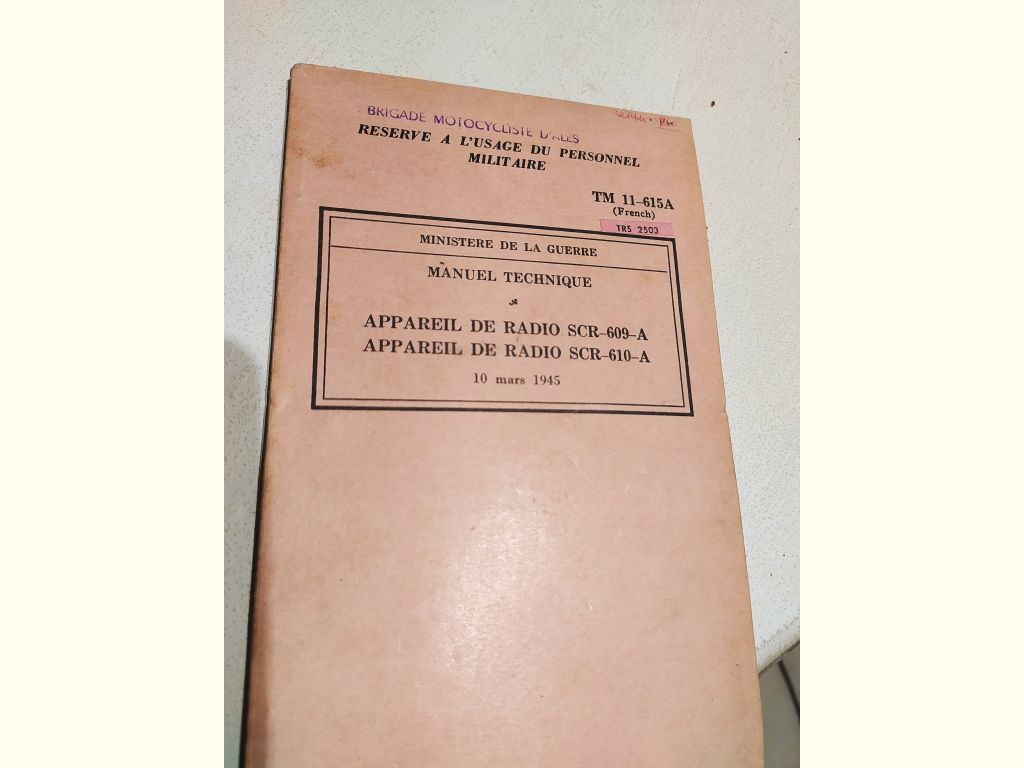 BRIGADE MOTOCYCLISTE D'ALES
RESERVE A L'USAGE DU PERSONNEL
MILITAIRE
TM 11-615A
(French)
TRS 2503
MINISTERE DE LA GUERRE
MANUEL TECHNIQUE
APPAREIL DE RADIO SCR-609-A
APPAREIL DE RADIO SCR-610-A
10 mars 1945